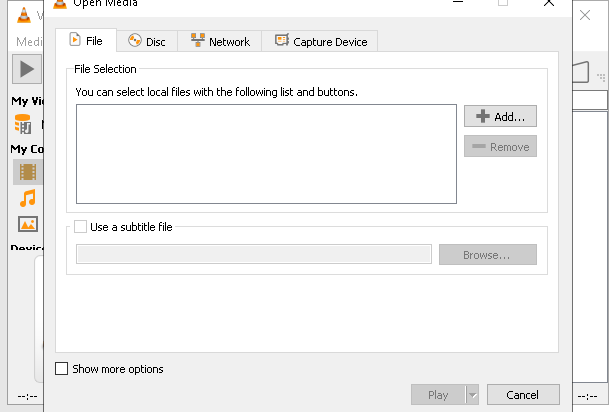 Open Media
Medi
File
Disc
Network
Capture Device
File Selection
You can select local files with the following list and buttons.
Add...
Remove
My Vi
My Co
Use a subtitle file
Browse...
Device
Show more options
Play
Cancel
--:--
--:--